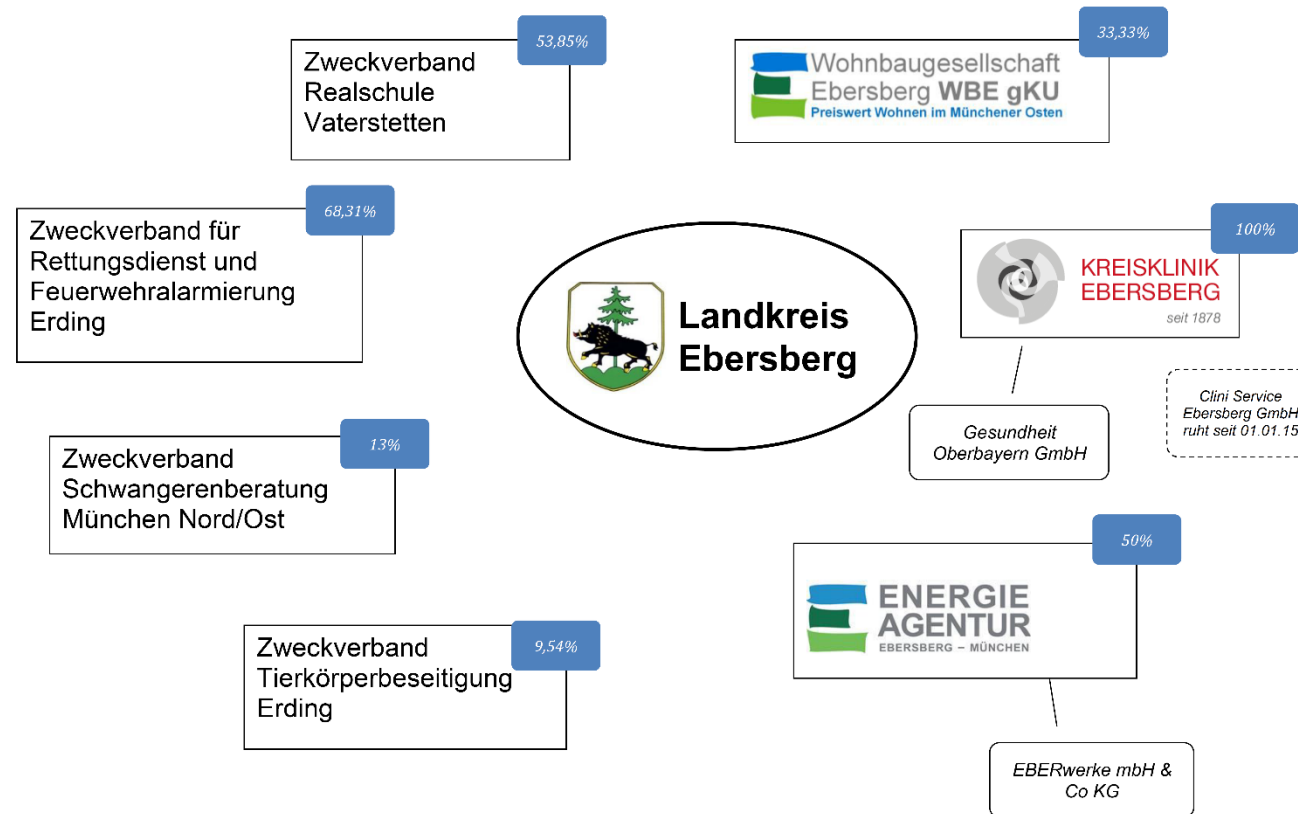 53,85%
Zweckverband
Realschule
Vaterstetten
33,33%
Wohnbaugesellschaft
Ebersberg WBE gKU
Preiswert Wohnen im Münchener Osten
68,31%
Zweckverband für
Rettungsdienst und
Feuerwehralarmierung
Erding
Landkreis
Ebersberg
100%
KREISKLINIK
EBERSBERG
seit 1878
Gesundheit
Oberbayern GmbH
Clini Service
Ebersberg GmbH
ruht seit 01.01.15
13%
Zweckverband
Schwangerenberatung
München Nord/Ost
50%
ENERGIE
AGENTUR
EBERSBERG – MÜNCHEN
9,54%
Zweckverband
Tierkörperbeseitigung
Erding
EBERwerke mbH &
Co KG